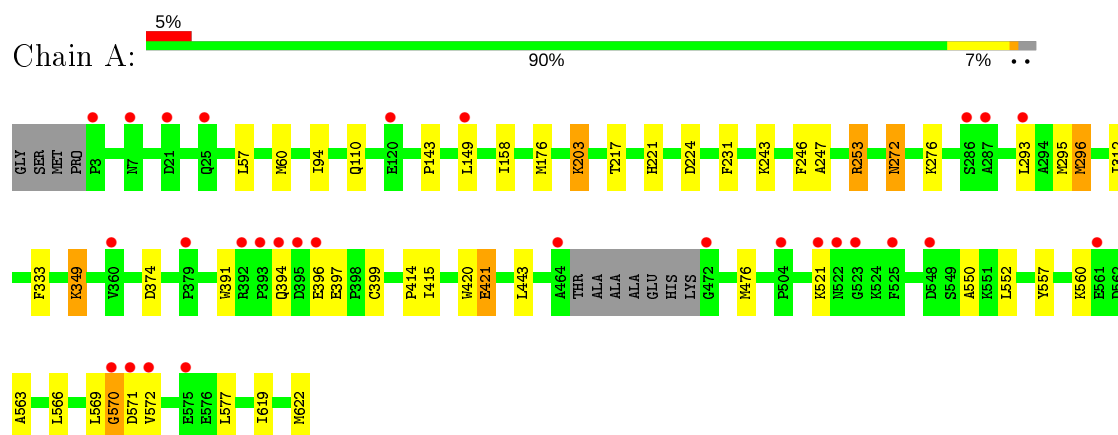 5%
Chain A:
90% 7% • •
GLY SER MET PRO P3 N7 D21 Q25 L57 M60 I94 Q110 E120 P143 L149 I158 M176 K203 T217 H221 D224 F231 K243 F246 A247 R253 N272 K276 S286 A287 L293 A294 M295 M296 I312
F333 K349 V360 D374 P379 W391 R392 P393 Q394 D395 E396 E397 P398 C399 P414 I415 W420 E421 L443 A464 THR ALA ALA ALA GLU HIS LYS G472 M476 P504 K521 N522 G523 K524 F525 D548 S549 A550 K551 L552 Y557 K560 E561 D562
A563 L566 L569 G570 D571 V572 E575 E576 L577 I619 M622